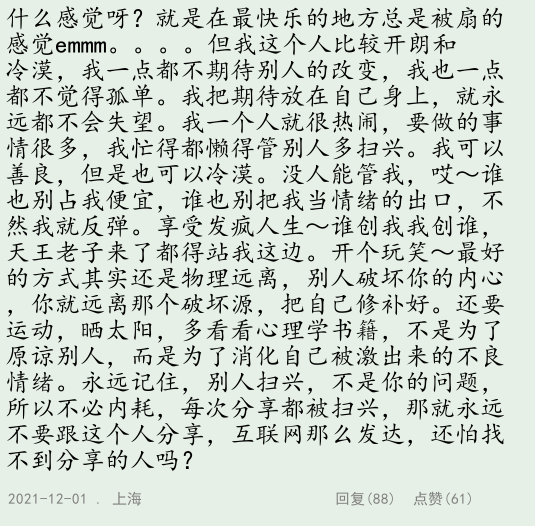 什么感觉呀？就是在最快乐的地方总是被扇的
感觉emmm。。。。但我这个人比较开朗和
冷漠，我一点都不期待别人的改变，我也一点
都不觉得孤单。我把期待放在自己身上，就永
远都不会失望。我一个人就很热闹，要做的事
情很多，我忙得都懒得管别人多扫兴。我可以
善良，但是也可以冷漠。没人能管我，哎～谁
也别占我便宜，谁也别把我当情绪的出口，不
然我就反弹。享受发疯人生～谁创我我创谁，
天王老子来了都得站我这边。开个玩笑～最好
的方式其实还是物理远离，别人破坏你的内心
，你就远离那个破坏源，把自己修补好。还要
运动，晒太阳，多看看心理学书籍，不是为了
原谅别人，而是为了消化自己被激出来的不良
情绪。永远记住，别人扫兴，不是你的问题，
所以不必内耗，每次分享都被扫兴，那就永远
不要跟这个人分享，互联网那么发达，还怕找
不到分享的人吗？
2021-12-01 . 上海 回复(88) 点赞(61)